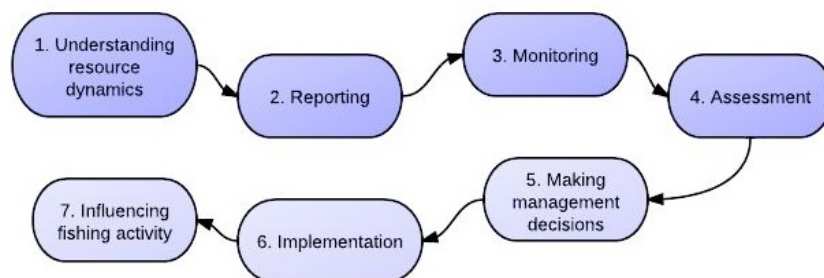 1. Understanding
resource
dynamics
2. Reporting
3. Monitoring
4. Assessment
5. Making
management
decisions
6. Implementation
7. Influencing
fishing activity